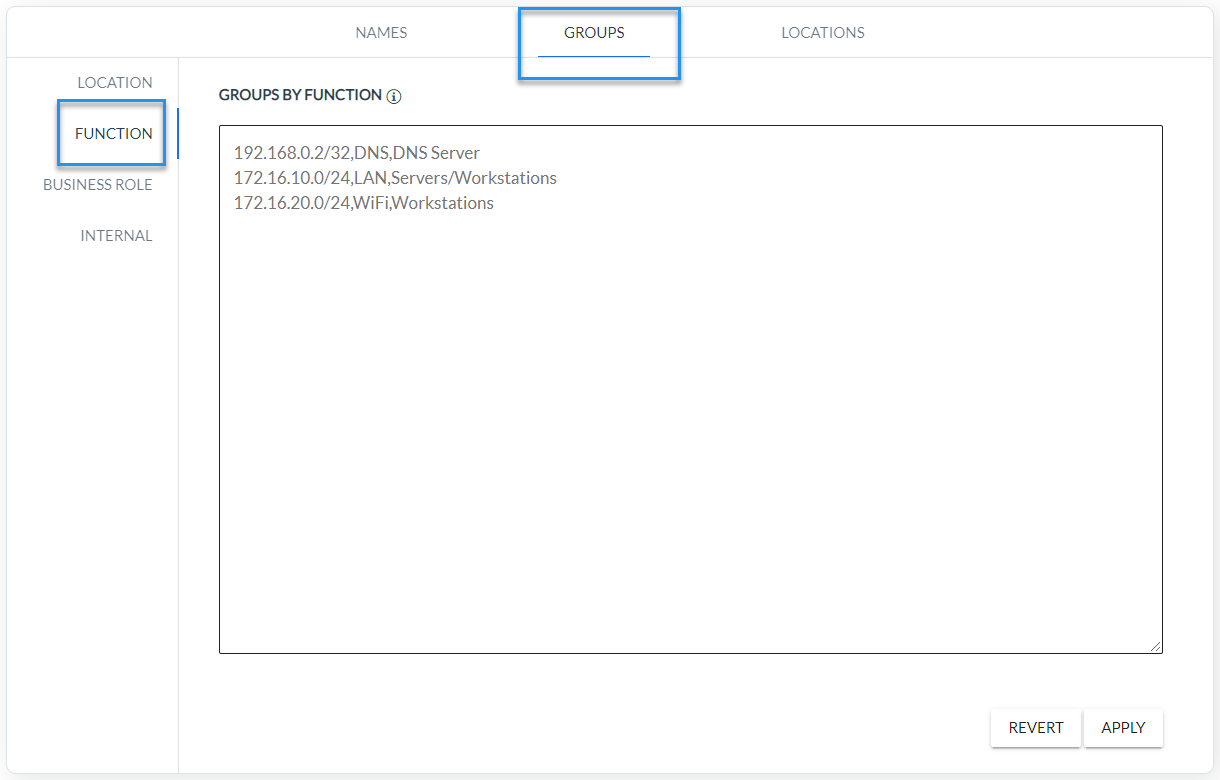 NAMES
GROUPS
LOCATIONS
LOCATION
FUNCTION
BUSINESS ROLE
INTERNAL
GROUPS BY FUNCTION
192.168.0.2/32,DNS,DNS Server
172.16.10.0/24,LAN,Servers/Workstations
172.16.20.0/24,WiFi,Workstations
REVERT
APPLY